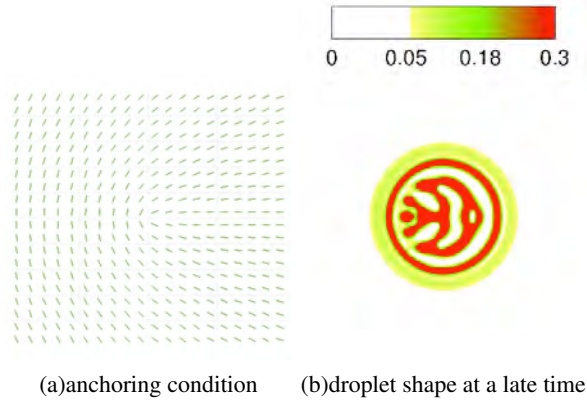 0 0.05 0.18 0.3
(a)anchoring condition (b)droplet shape at a late time